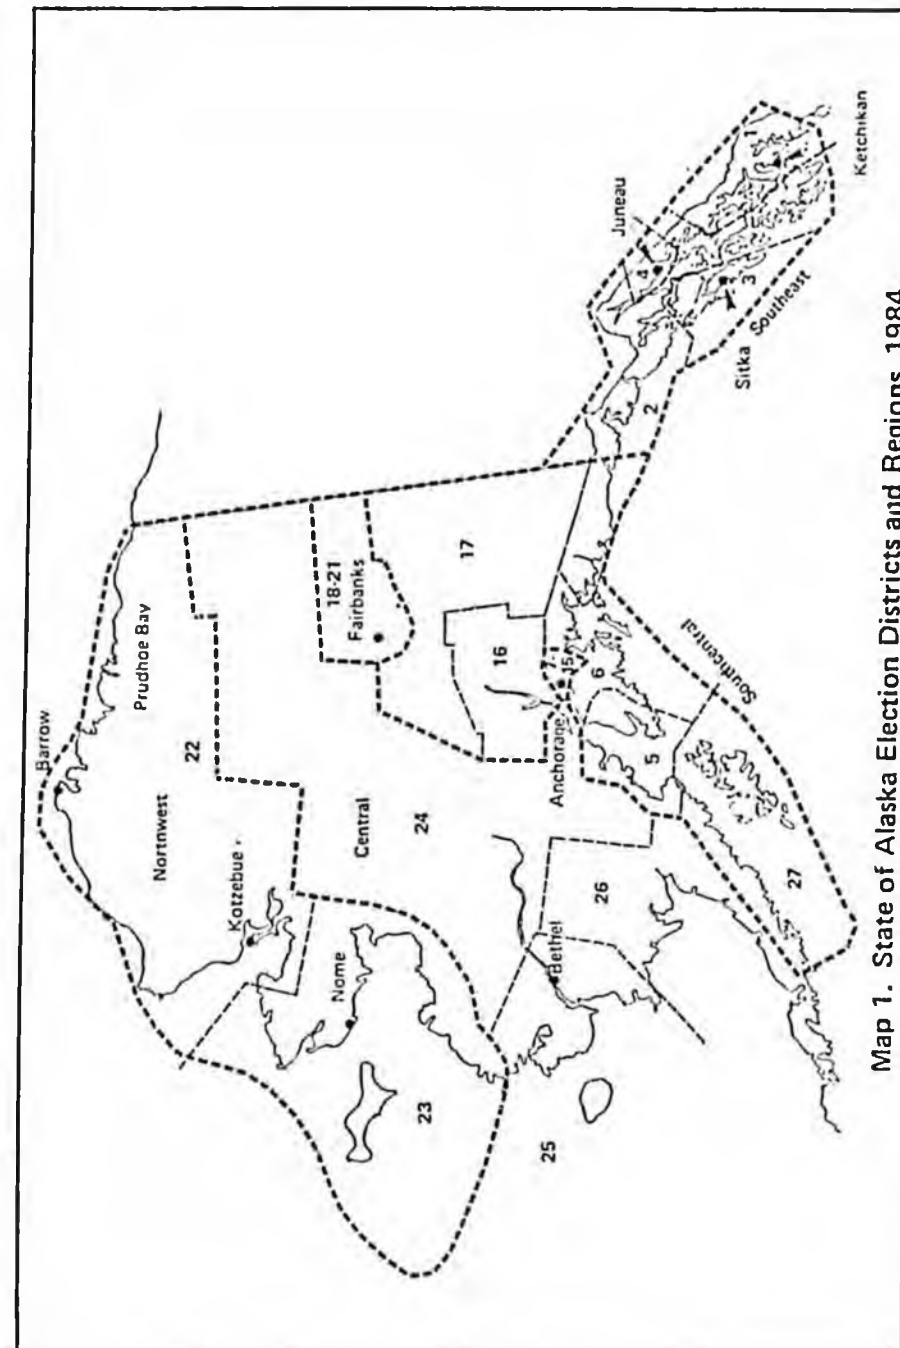 Barrow
Prudhoe Bay
22
Nortnwest
Kotzebue
18-21
Fairbanks
Central
24
17
16
Nome
23
25
Bethel
26
Anchorage
15
6
5
27
Southcentral
2
Juneau
4
3
1
Sitka
Southeast
Ketchikan
Map 1. State of Alaska Election Districts and Regions, 1984